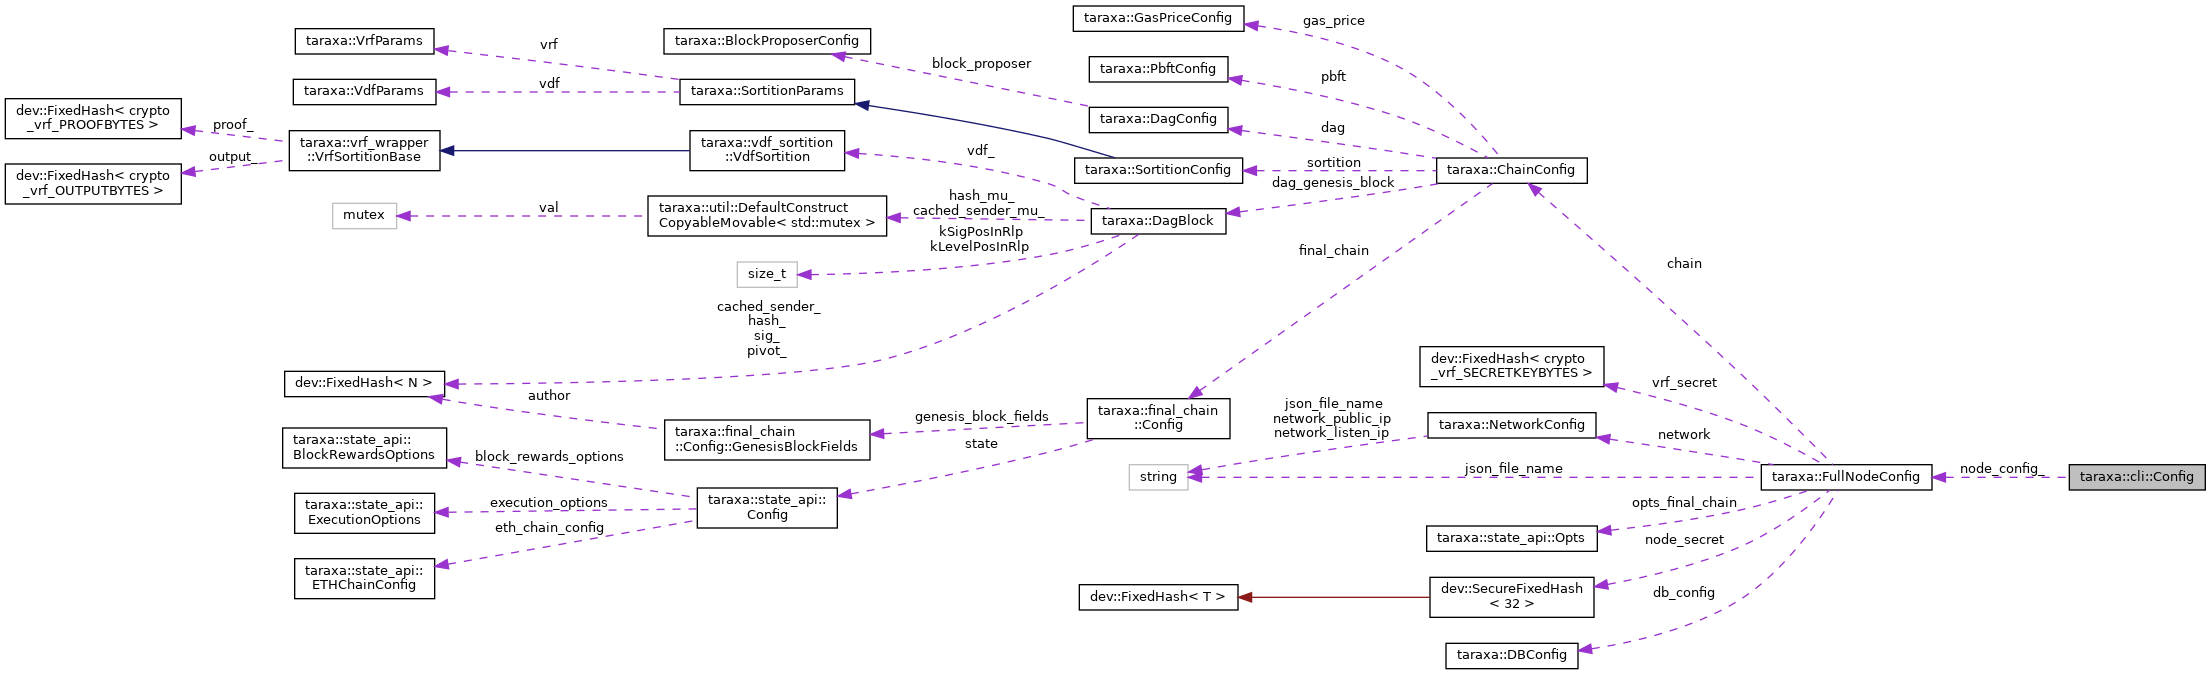 taraxa::GasPriceConfig
gas_price
taraxa::VrfParams
vrf
taraxa::BlockProposerConfig
block_proposer
taraxa::PbftConfig
pbft
taraxa::VdfParams
vdf
taraxa::SortitionParams
taraxa::DagConfig
dag
dev::FixedHash< crypto
_vrf_PROOFBYTES >
proof_
taraxa::vrf_wrapper
::VrfSortitionBase
taraxa::vdf_sortition
::VdfSortition
vdf_
taraxa::SortitionConfig
sortition
taraxa::ChainConfig
output_
dev::FixedHash< crypto
_vrf_OUTPUTBYTES >
dag_genesis_block
mutex
val
taraxa::util::DefaultConstruct
CopyableMovable< std::mutex >
hash_mu_
cached_sender_mu_
taraxa::DagBlock
kSigPosInRlp
kLevelPosInRlp
size_t
final_chain
chain
cached_sender_
hash_
sig_
pivot_
dev::FixedHash< N >
author
dev::FixedHash< crypto
_vrf_SECRETKEYBYTES >
vrf_secret
taraxa::final_chain
::Config::GenesisBlockFields
genesis_block_fields
taraxa::final_chain
::Config
json_file_name
network_public_ip
network_listen_ip
taraxa::NetworkConfig
network
taraxa::state_api::
BlockRewardsOptions
block_rewards_options
state
string
json_file_name
taraxa::FullNodeConfig
node_config_
taraxa::cli::Config
taraxa::state_api::
ExecutionOptions
execution_options
taraxa::state_api::
Config
opts_final_chain
taraxa::state_api::Opts
eth_chain_config
taraxa::state_api::
ETHChainConfig
node_secret
dev::FixedHash< T >
dev::SecureFixedHash
< 32 >
db_config
taraxa::DBConfig